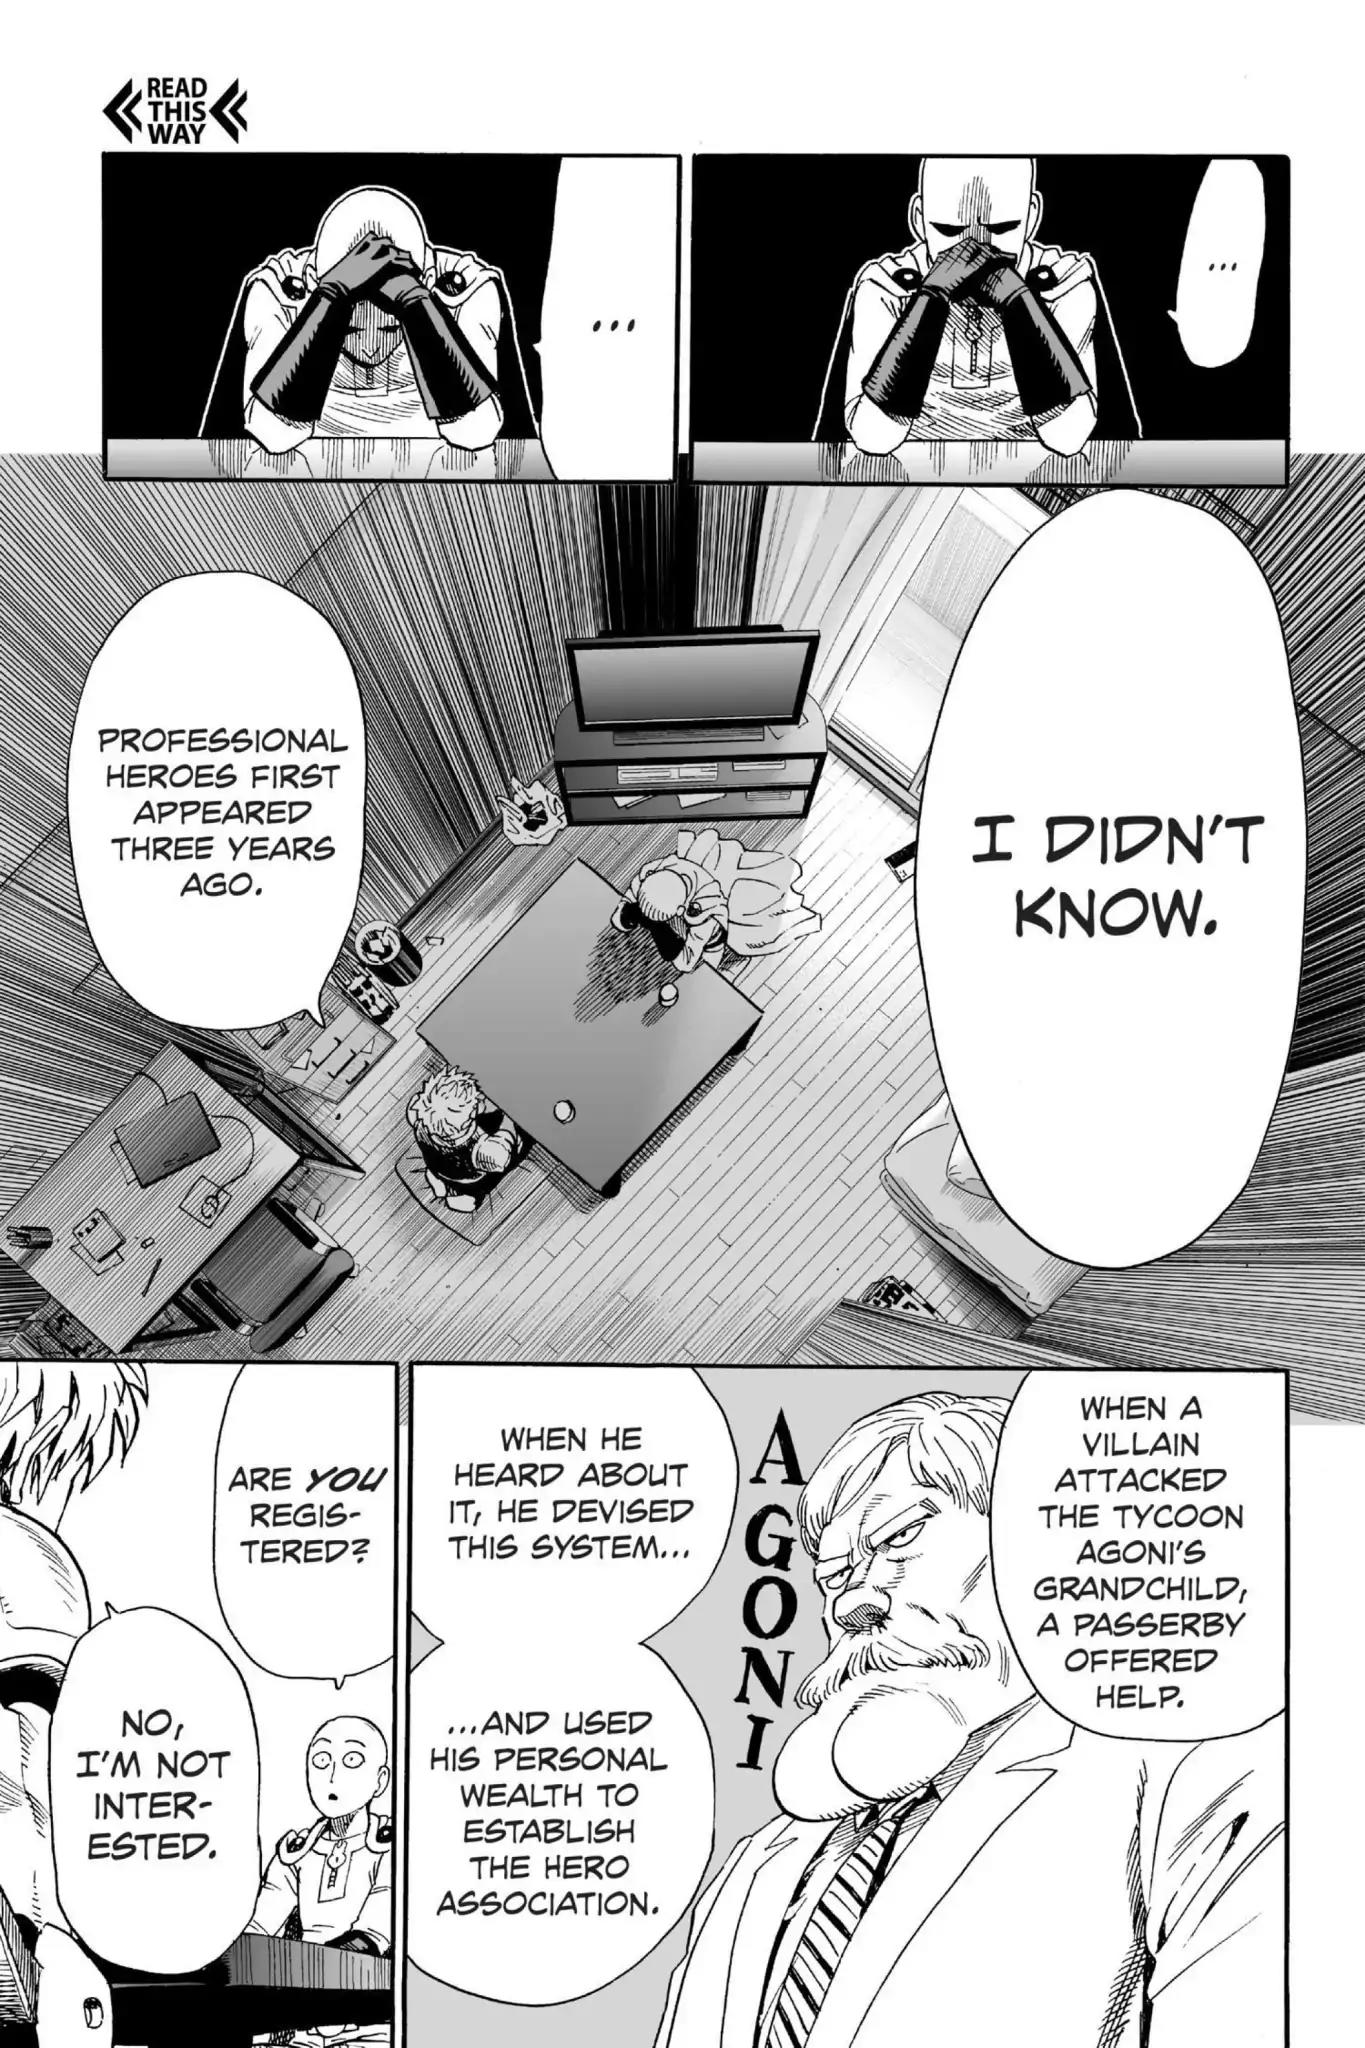 READ
THIS
WAY
...
...
I DIDN'T
KNOW.
PROFESSIONAL
HEROES FIRST
APPEARED
THREE YEARS
AGO.
WHEN A
VILLAIN
ATTACKED
THE TYCOON
AGONI'S
GRANDCHILD,
A PASSERBY
OFFERED
HELP.
AGONI
WHEN HE
HEARD ABOUT
IT, HE DEVISED
THIS SYSTEM...
...AND USED
HIS PERSONAL
WEALTH TO
ESTABLISH
THE HERO
ASSOCIATION.
ARE YOU
REGIS-
TERED?
NO,
I'M NOT
INTER-
ESTED.